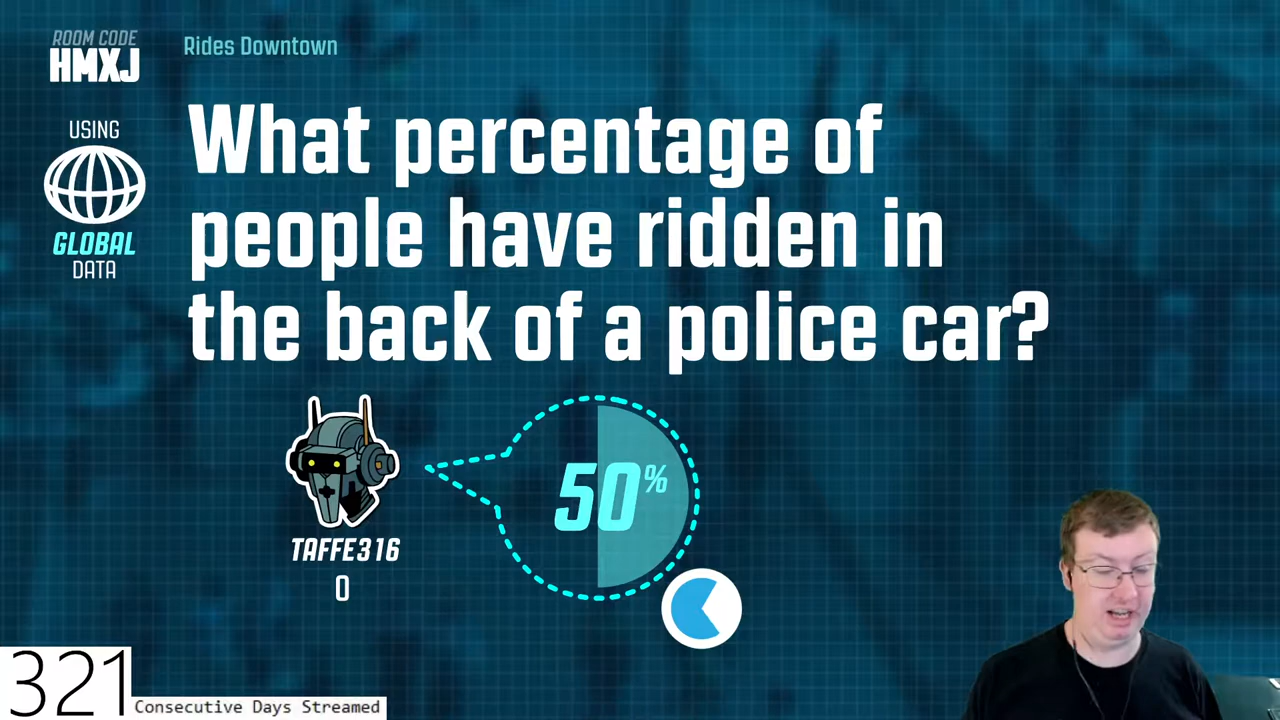 ROOM CODE
HMXJ
Rides Downtown
USING
GLOBAL
DATA
What percentage of
people have ridden in
the back of a police car?
50%
TAFFE316
0
321 Consecutive Days Streamed